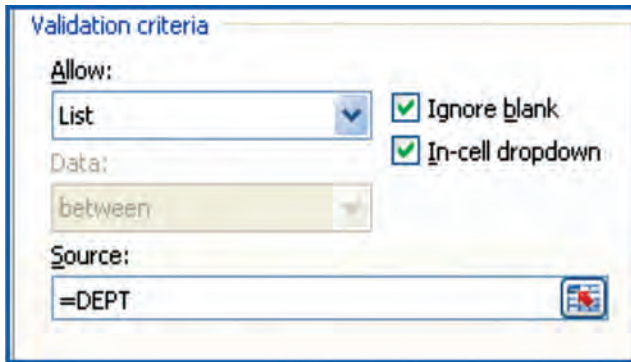 Validation criteria
Allow:
List
Ignore blank
In-cell dropdown
Data:
between
Source:
=DEPT